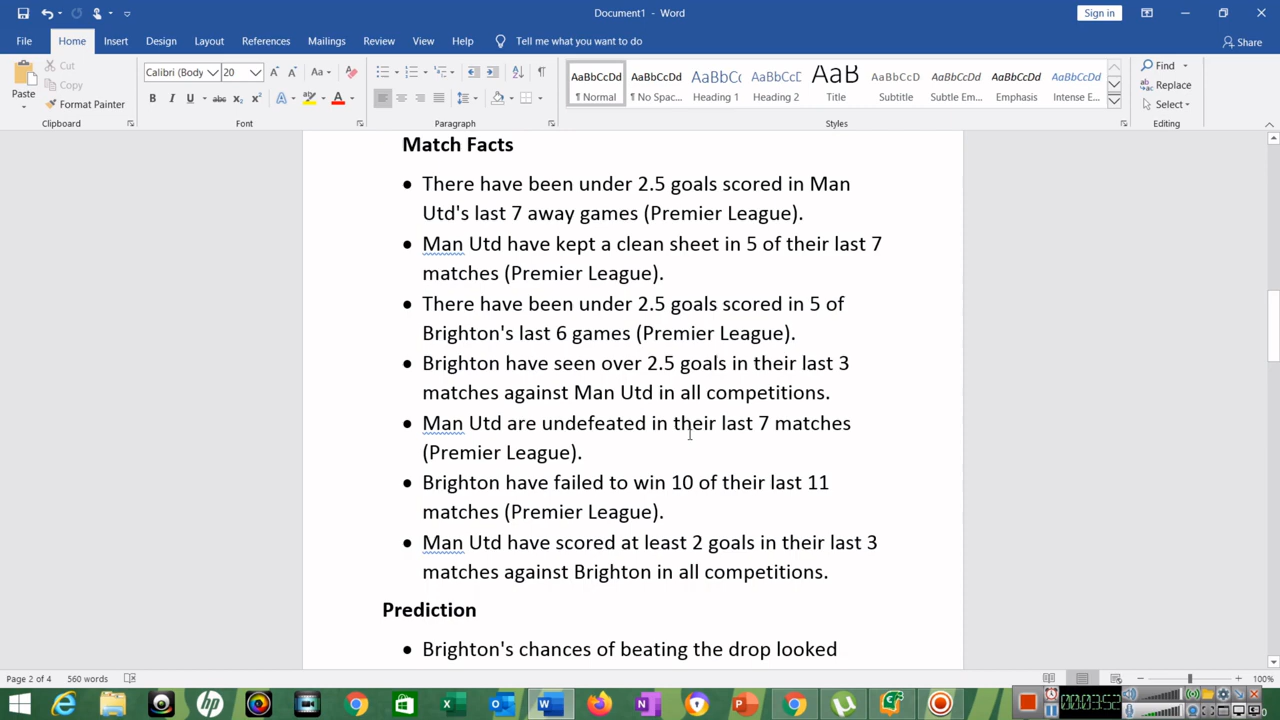 Document1 - Word
Sign in
File Home Insert Design Layout References Mailings Review View Help Tell me what you want to do Share
Paste
Cut
Copy
Format Painter
Calibri (Body 20
AaBbCcDd ¶ Normal
AaBbCcDd ¶ No Spac...
AaBbCc Heading 1
AaBbCcC Heading 2
AaB Title
AaBbCcD Subtitle
AaBbCcDd Subtle Em...
AaBbCcDd Emphasis
AaBbCcDd Intense E...
Find
Replace
Select
Clipboard Font Paragraph Styles Editing
Match Facts
• There have been under 2.5 goals scored in Man
Utd's last 7 away games (Premier League).
• Man Utd have kept a clean sheet in 5 of their last 7
matches (Premier League).
• There have been under 2.5 goals scored in 5 of
Brighton's last 6 games (Premier League).
• Brighton have seen over 2.5 goals in their last 3
matches against Man Utd in all competitions.
• Man Utd are undefeated in their last 7 matches
(Premier League).
• Brighton have failed to win 10 of their last 11
matches (Premier League).
• Man Utd have scored at least 2 goals in their last 3
matches against Brighton in all competitions.
Prediction
• Brighton's chances of beating the drop looked
Page 2 of 4 560 words 100%